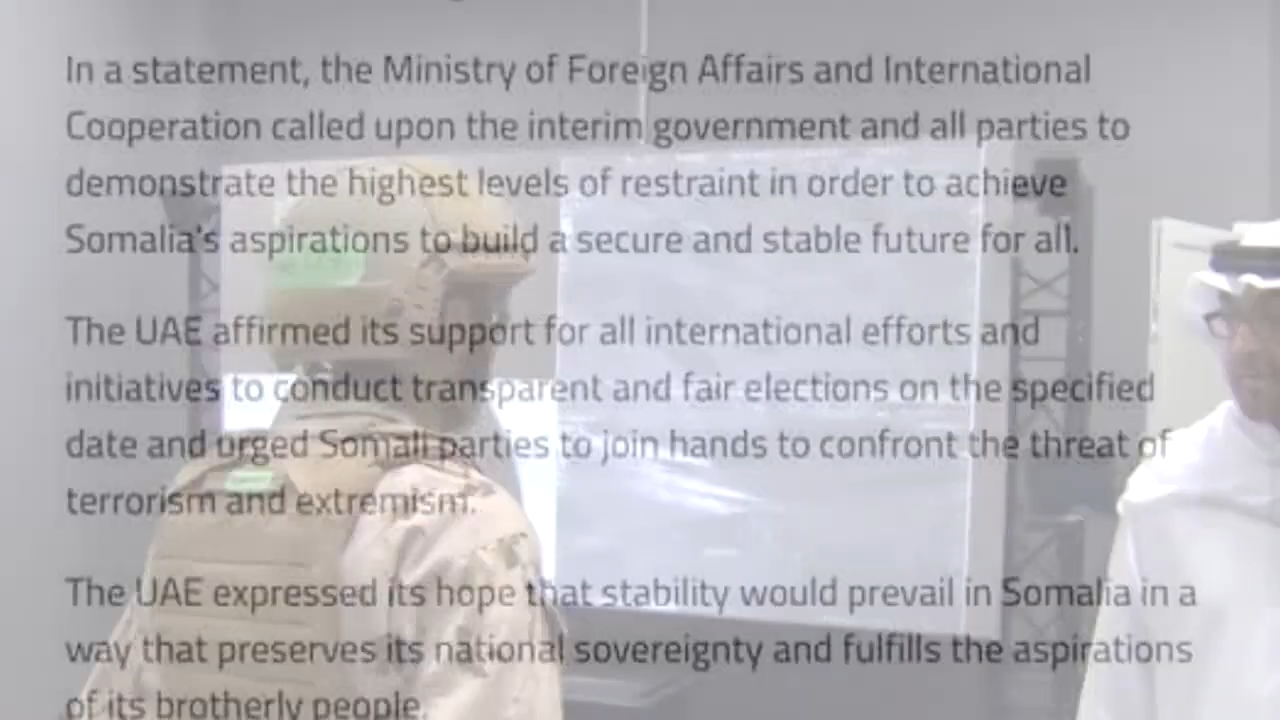 In a statement, the Ministry of Foreign Affairs and International
Cooperation called upon the interim government and all parties to
demonstrate the highest levels of restraint in order to achieve
Somalia's aspirations to build a secure and stable future for all.
The UAE affirmed its support for all international efforts and
initiatives to conduct transparent and fair elections on the specified
date and urged Somali parties to join hands to confront the threat of
terrorism and extremism.
The UAE expressed its hope that stability would prevail in Somalia in a
way that preserves its national sovereignty and fulfills the aspirations
of its brotherly people.